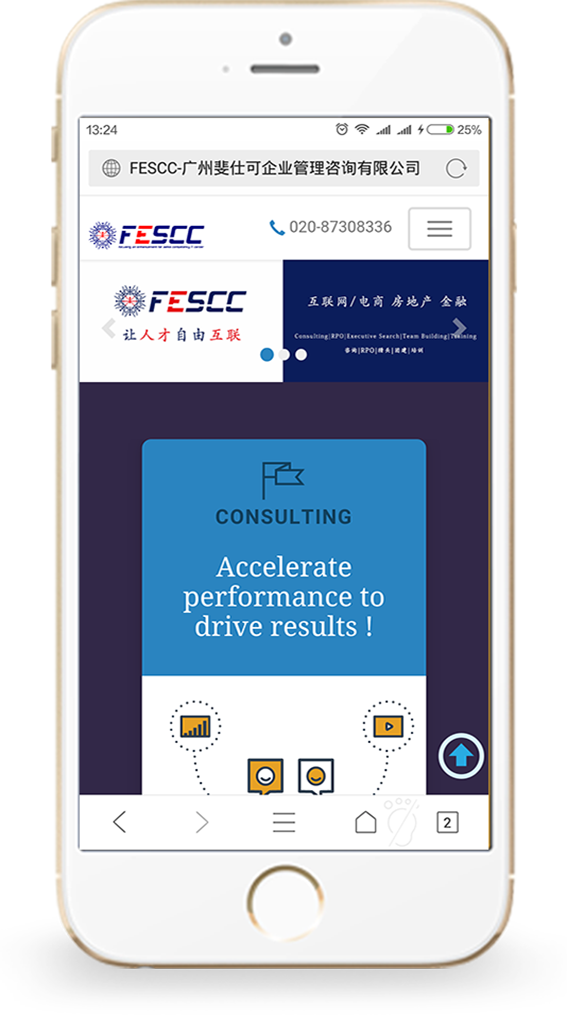 13:24 25%
FESCC-广州斐仕可企业管理咨询有限公司
FESCC 020-87308336
FESCC
让人才自由互联
互联网/电商 房地产 金融
Consulting|RPO|Executive Search|Team Building|Training
咨询|RPO|猎头|团建|培训
CONSULTING
Accelerate
performance to
drive results !
2